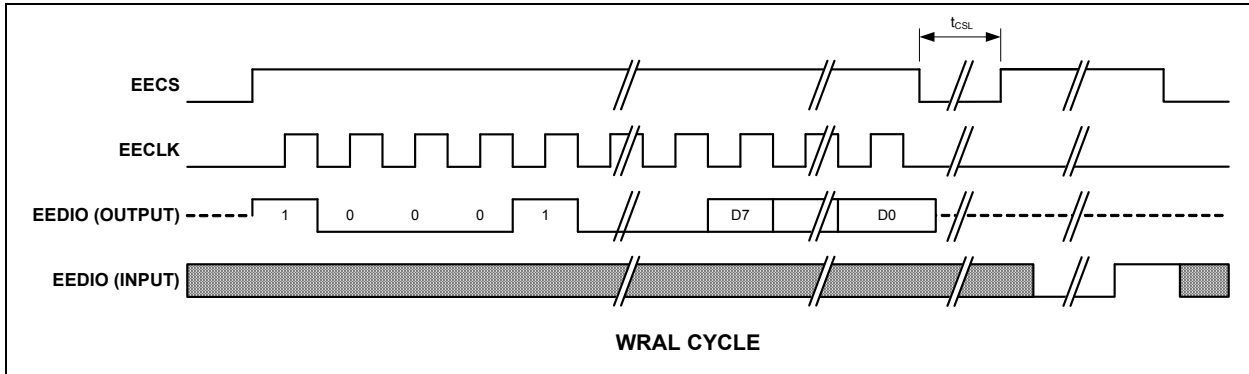 tCSL
EECS
EECLK
EEDIO (OUTPUT) 1 0 0 0 1 D7 D0
EEDIO (INPUT)
WRAL CYCLE